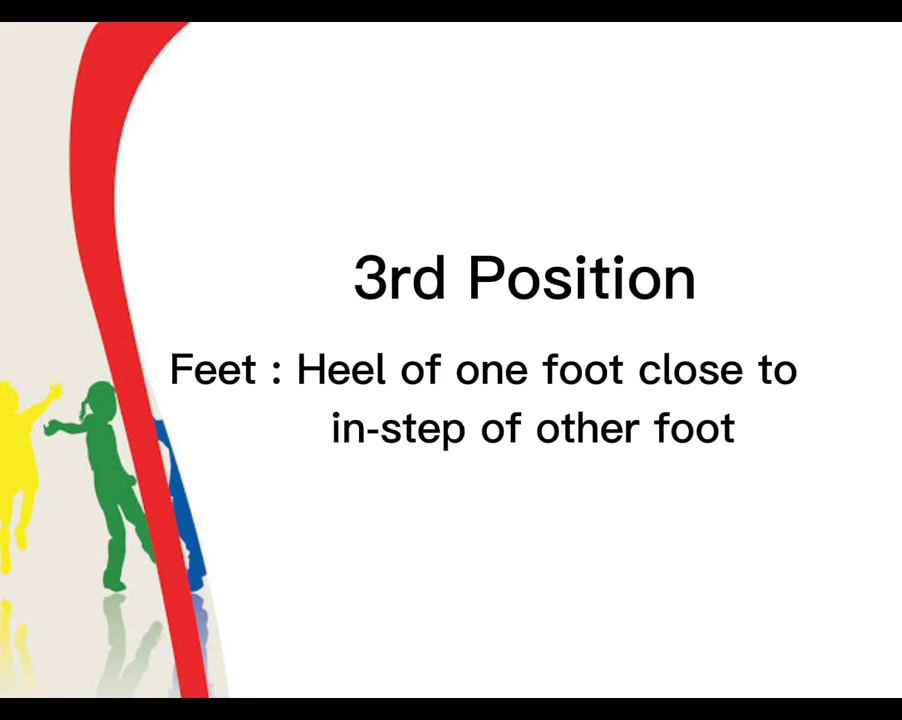 3rd Position
Feet : Heel of one foot close to
in-step of other foot